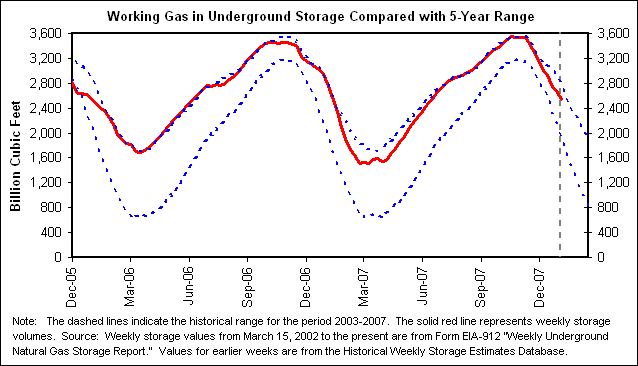 Working Gas in Underground Storage Compared with 5-Year Range
Billion Cubic Feet
3,600
3,200
2,800
2,400
2,000
1,600
1,200
800
400
0
3,600
3,200
2,800
2,400
2,000
1,600
1,200
800
400
0
Dec-05
Mar-06
Jun-06
Sep-06
Dec-06
Mar-07
Jun-07
Sep-07
Dec-07
Note: The dashed lines indicate the historical range for the period 2003-2007. The solid red line represents weekly storage
volumes. Source: Weekly storage values from March 15, 2002 to the present are from Form EIA-912 "Weekly Underground
Natural Gas Storage Report." Values for earlier weeks are from the Historical Weekly Storage Estimates Database.